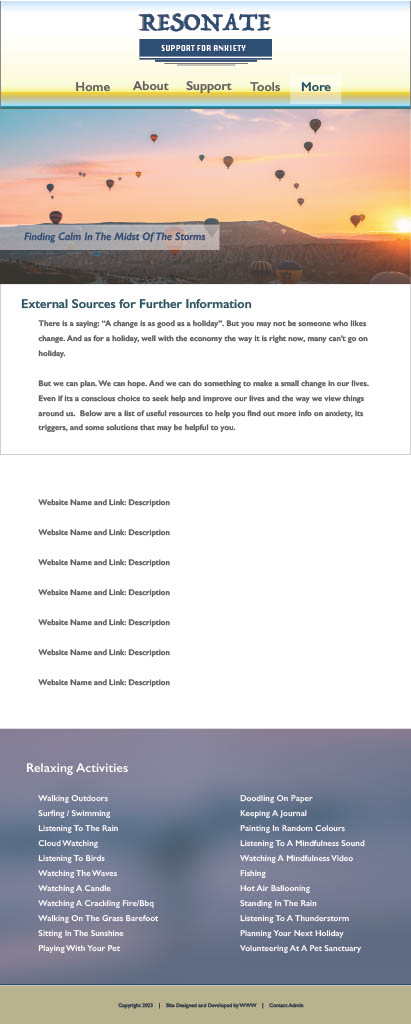 RESONATE
SUPPORT FOR ANXIETY
Home About Support Tools More
Finding Calm In The Midst Of The Storms
External Sources for Further Information
There is a saying: “A change is as good as a holiday”. But you may not be someone who likes
change. And as for a holiday, well with the economy the way it is right now, many can’t go on
holiday.
But we can plan. We can hope. And we can do something to make a small change in our lives.
Even if its a conscious choice to seek help and improve our lives and the way we view things
around us. Below are a list of useful resources to help you find out more info on anxiety, its
triggers, and some solutions that may be helpful to you.
Website Name and Link: Description
Website Name and Link: Description
Website Name and Link: Description
Website Name and Link: Description
Website Name and Link: Description
Website Name and Link: Description
Website Name and Link: Description
Relaxing Activities
Walking Outdoors
Surfing / Swimming
Listening To The Rain
Cloud Watching
Listening To Birds
Watching The Waves
Watching A Candle
Watching A Crackling Fire/Bbq
Walking On The Grass Barefoot
Sitting In The Sunshine
Playing With Your Pet
Doodling On Paper
Keeping A Journal
Painting In Random Colours
Listening To A Mindfulness Sound
Watching A Mindfulness Video
Fishing
Hot Air Ballooning
Standing In The Rain
Listening To A Thunderstorm
Planning Your Next Holiday
Volunteering At A Pet Sanctuary
Copyright 2023 | Site Designed and Developed by WWW | Contact Admin